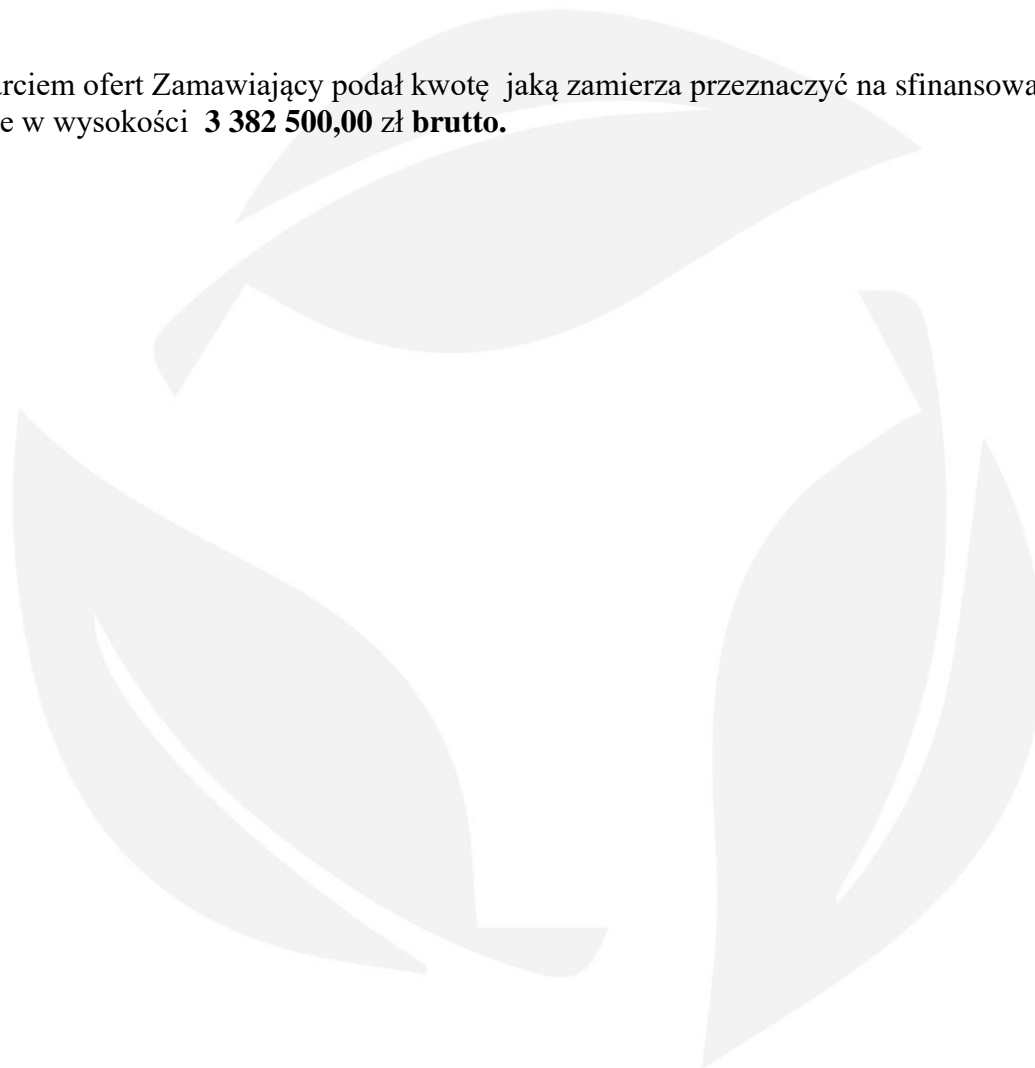 arciem ofert Zamawiający podał kwotę  jaką zamierza przeznaczyć na sfinansowa
e w wysokości  3 382 500,00 zł brutto.